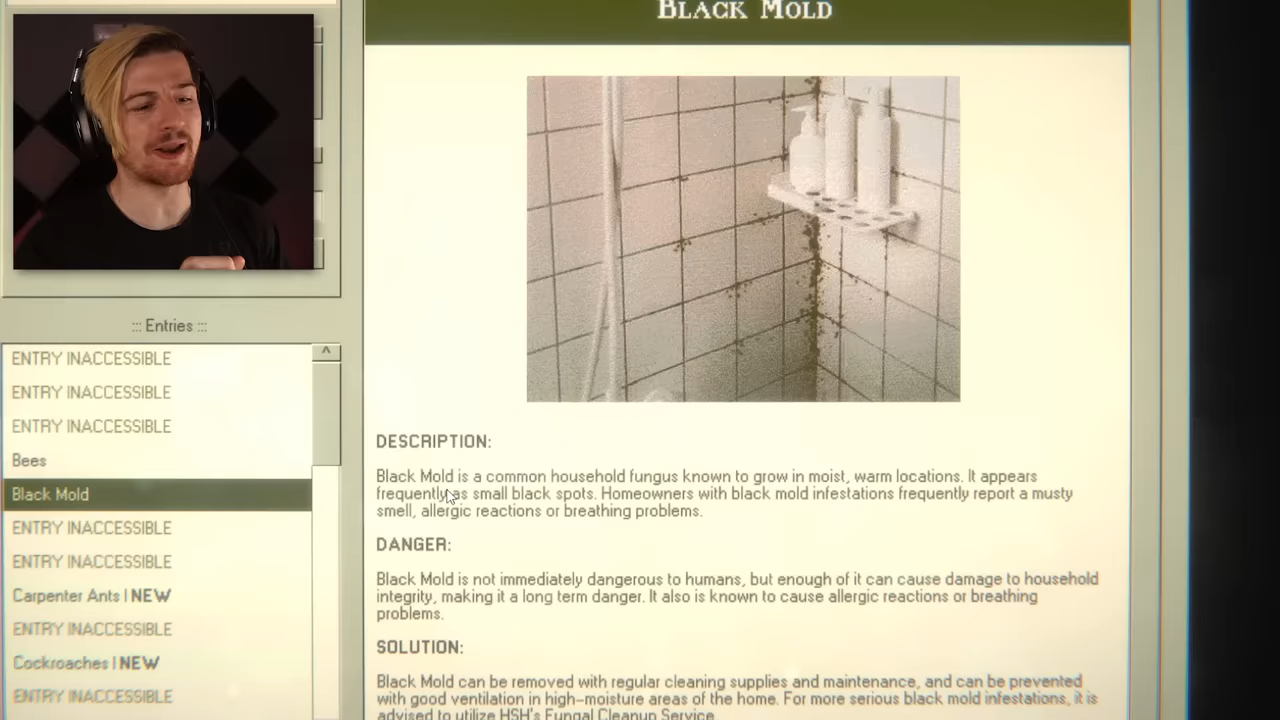 BLACK MOLD
::: Entries :::
^
ENTRY INACCESSIBLE
ENTRY INACCESSIBLE
ENTRY INACCESSIBLE
Bees
Black Mold
ENTRY INACCESSIBLE
ENTRY INACCESSIBLE
Carpenter Ants | NEW
ENTRY INACCESSIBLE
Cockroaches | NEW
ENTRY INACCESSIBLE
DESCRIPTION:
Black Mold is a common household fungus known to grow in moist, warm locations. It appears
frequently as small black spots. Homeowners with black mold infestations frequently report a musty
smell, allergic reactions or breathing problems.
DANGER:
Black Mold is not immediately dangerous to humans, but enough of it can cause damage to household
integrity, making it a long term danger. It also is known to cause allergic reactions or breathing
problems.
SOLUTION:
Black Mold can be removed with regular cleaning supplies and maintenance, and can be prevented
with good ventilation in high-moisture areas of the home. For more serious black mold infestations, it is
advised to utilize HSH's Fungal Cleanup Service.